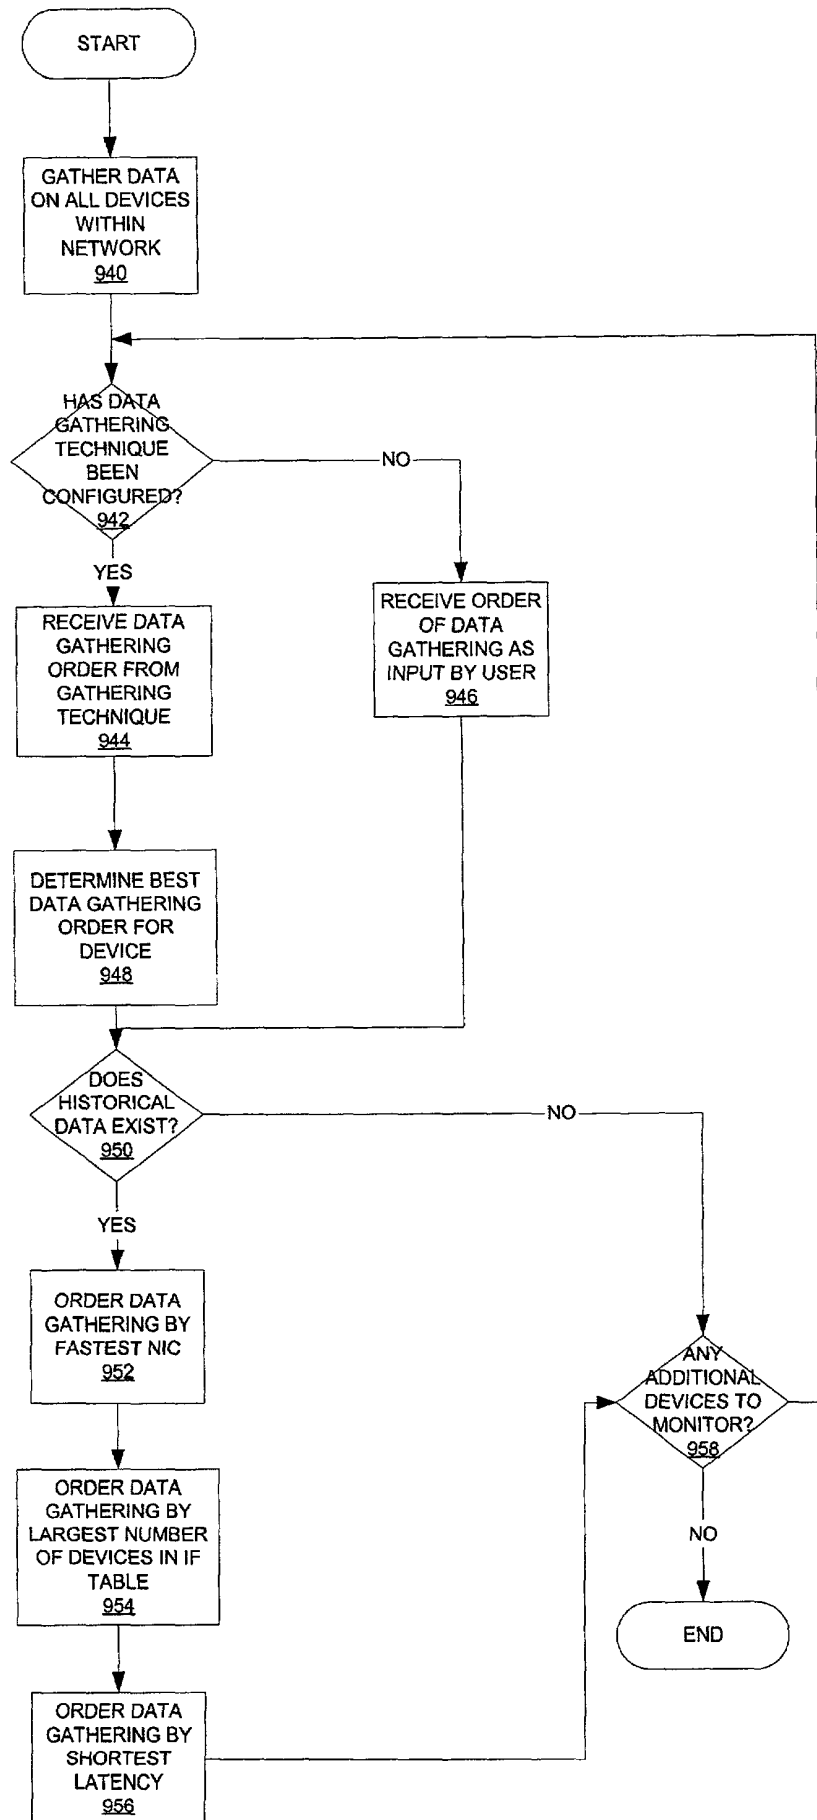 START
GATHER DATA
ON ALL DEVICES
WITHIN
NETWORK
940
HAS DATA
GATHERING
TECHNIQUE
BEEN
CONFIGURED?
942
NO
YES
RECEIVE DATA
GATHERING
ORDER FROM
GATHERING
TECHNIQUE
944
RECEIVE ORDER
OF DATA
GATHERING AS
INPUT BY USER
946
DETERMINE BEST
DATA GATHERING
ORDER FOR
DEVICE
948
DOES
HISTORICAL
DATA EXIST?
950
NO
YES
ORDER DATA
GATHERING BY
FASTEST NIC
952
ANY
ADDITIONAL
DEVICES TO
MONITOR?
958
ORDER DATA
GATHERING BY
LARGEST NUMBER
OF DEVICES IN IF
TABLE
954
NO
END
ORDER DATA
GATHERING BY
SHORTEST
LATENCY
956